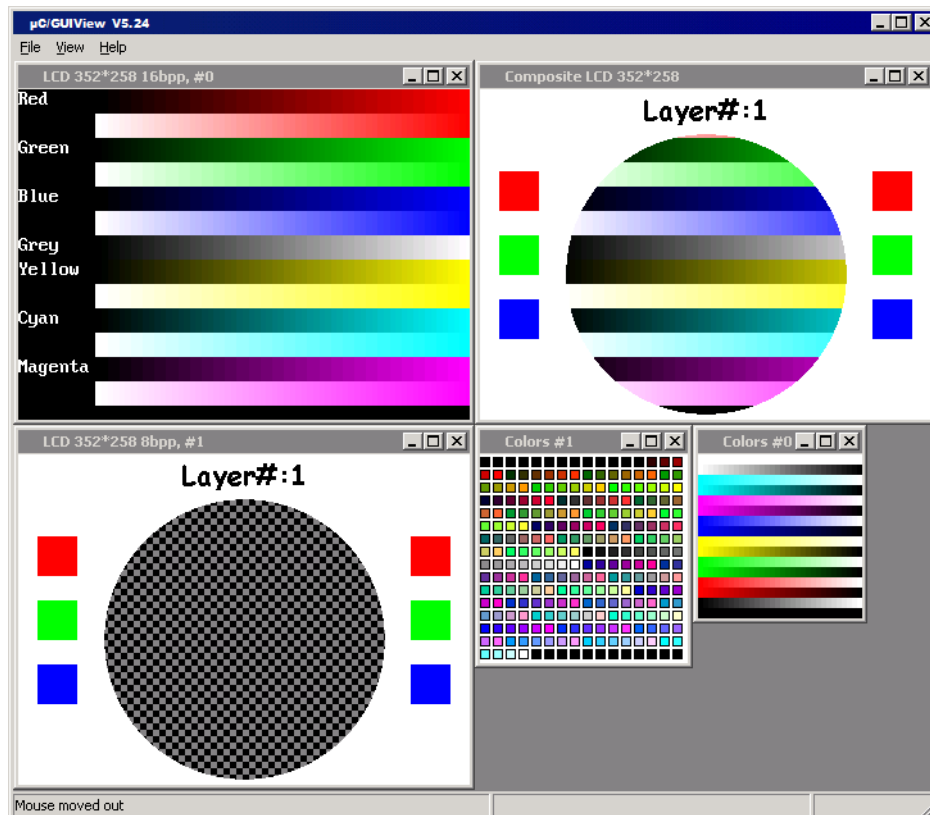 µC/GUIView V5.24
File View Help
LCD 352*258 16bpp, #0
Red
Green
Blue
Grey
Yellow
Cyan
Magenta
Composite LCD 352*258
Layer#:1
LCD 352*258 8bpp, #1
Layer#:1
Colors #1
Colors #0
Mouse moved out